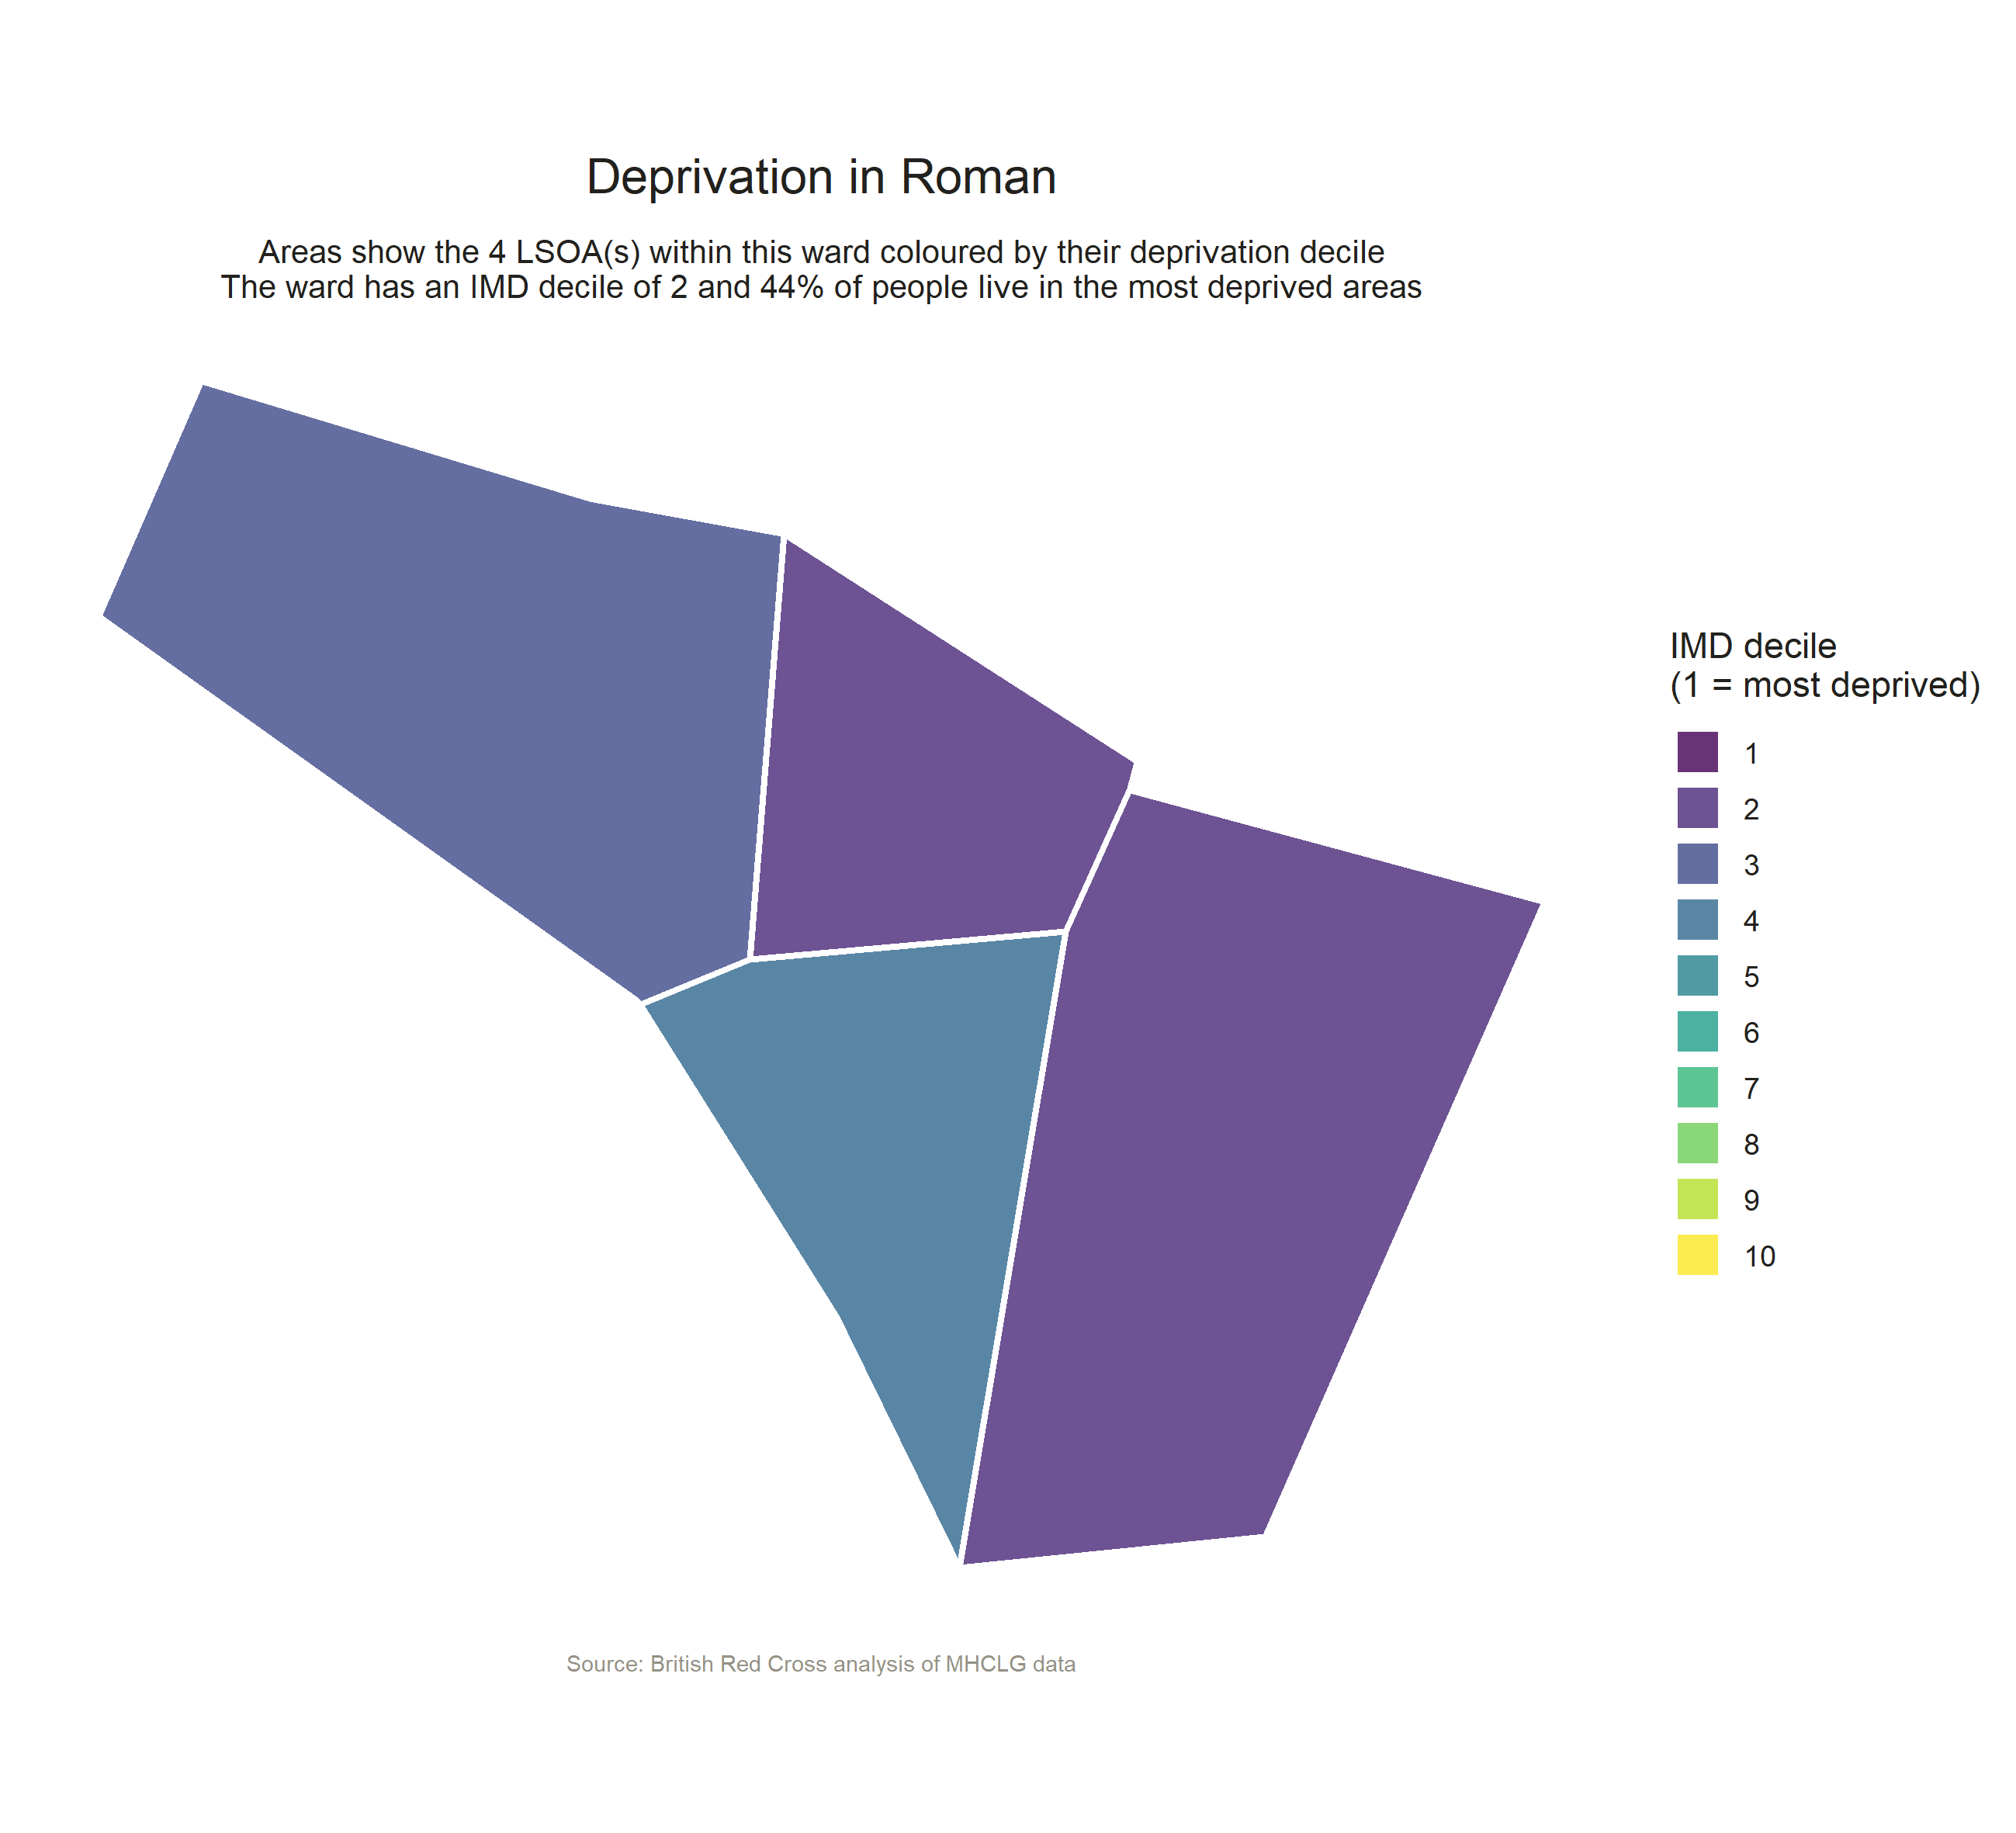 Deprivation in Roman
Areas show the 4 LSOA(s) within this ward coloured by their deprivation decile
The ward has an IMD decile of 2 and 44% of people live in the most deprived areas
IMD decile
(1 = most deprived)
1
2
3
4
5
6
7
8
9
10
Source: British Red Cross analysis of MHCLG data